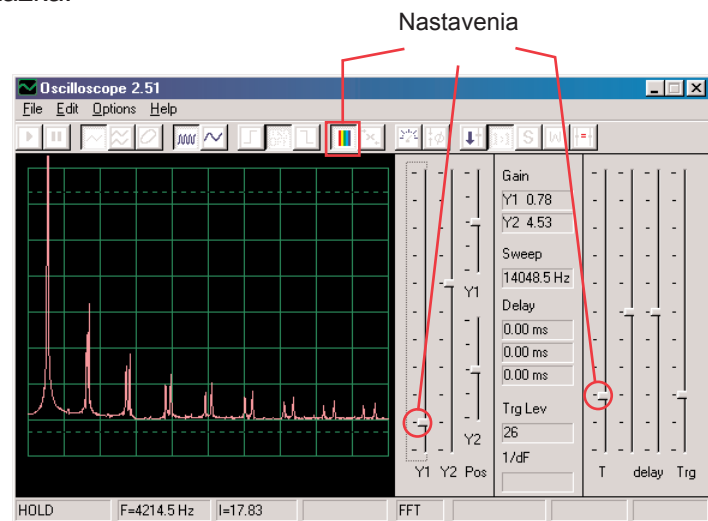 Nastavenia
Oscilloscope 2.51
File Edit Options Help
Gain
Y1 0.78
Y2 4.53
Sweep
14048.5 Hz
Delay
0.00 ms
0.00 ms
0.00 ms
Trg Lev
26
1/dF
Y1
Y2
Y1 Y2 Pos
T delay Trg
HOLD F=4214.5 Hz I=17.83 FFT